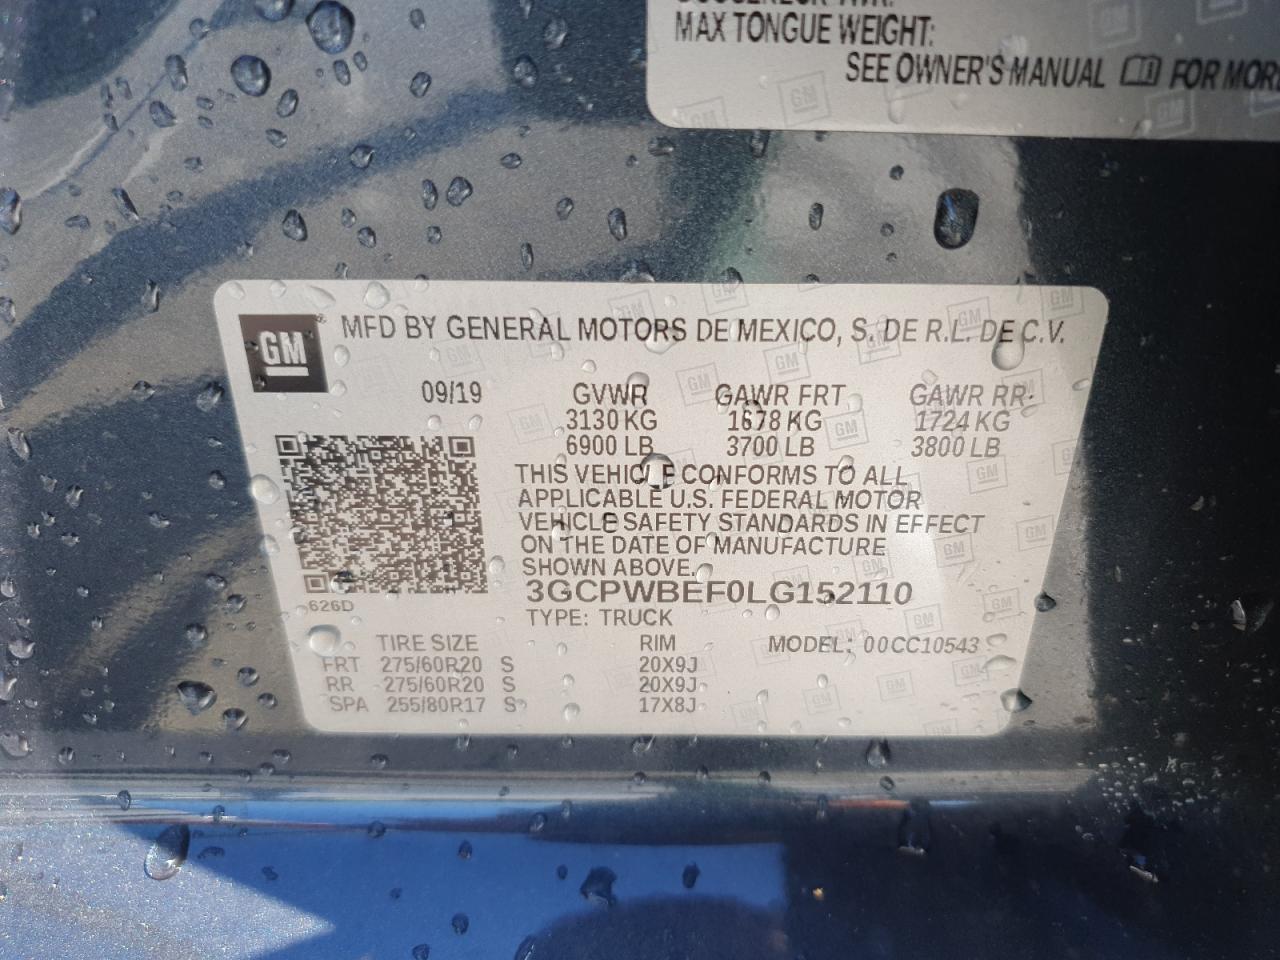 MAX TONGUE WEIGHT:
SEE OWNER'S MANUAL FOR MORE
GM
MFD BY GENERAL MOTORS DE MEXICO, S. DE R.L. DE C.V.
09/19 GVWR GAWR FRT GAWR RR
3130 KG 1678 KG 1724 KG
6900 LB 3700 LB 3800 LB
THIS VEHICLE CONFORMS TO ALL
APPLICABLE U.S. FEDERAL MOTOR
VEHICLE SAFETY STANDARDS IN EFFECT
ON THE DATE OF MANUFACTURE
SHOWN ABOVE.
3GCPWBEF0LG152110
626D
TYPE: TRUCK
TIRE SIZE RIM MODEL: 00CC10543
FRT 275/60R20 S 20X9J
RR 275/60R20 S 20X9J
SPA 255/80R17 S 17X8J